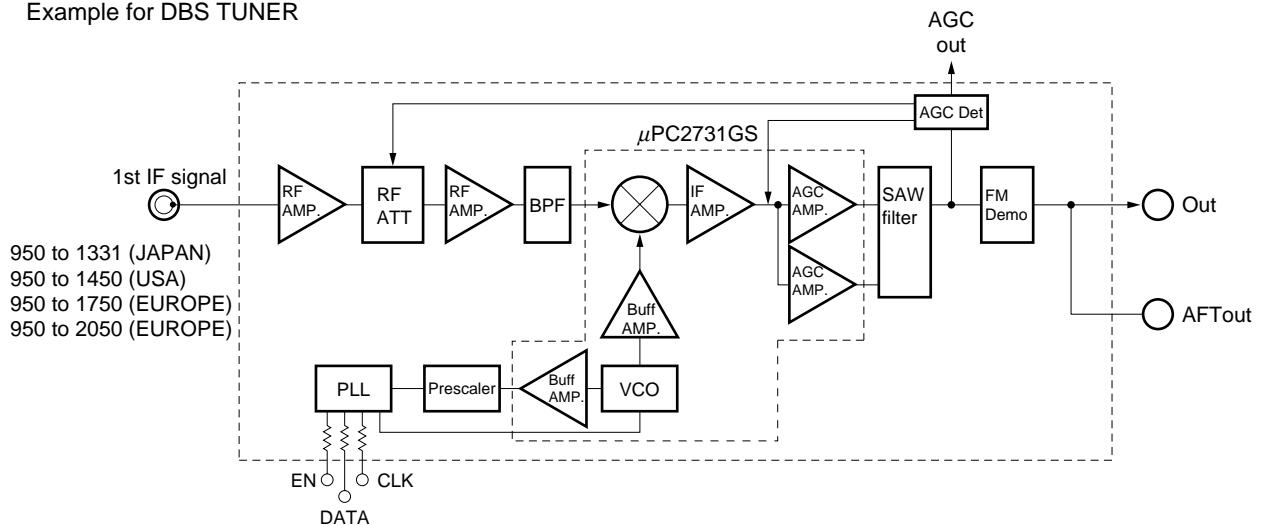 Example for DBS TUNER
AGC
out
AGC Det
μPC2731GS
1st IF signal
RF
AMP.
RF
ATT
RF
AMP.
BPF
IF
AMP.
AGC
AMP.
SAW
filter
FM
Demo
Out
950 to 1331 (JAPAN)
950 to 1450 (USA)
950 to 1750 (EUROPE)
950 to 2050 (EUROPE)
AGC
AMP.
AFTout
Buff
AMP.
PLL
Prescaler
Buff
AMP.
VCO
EN
CLK
DATA